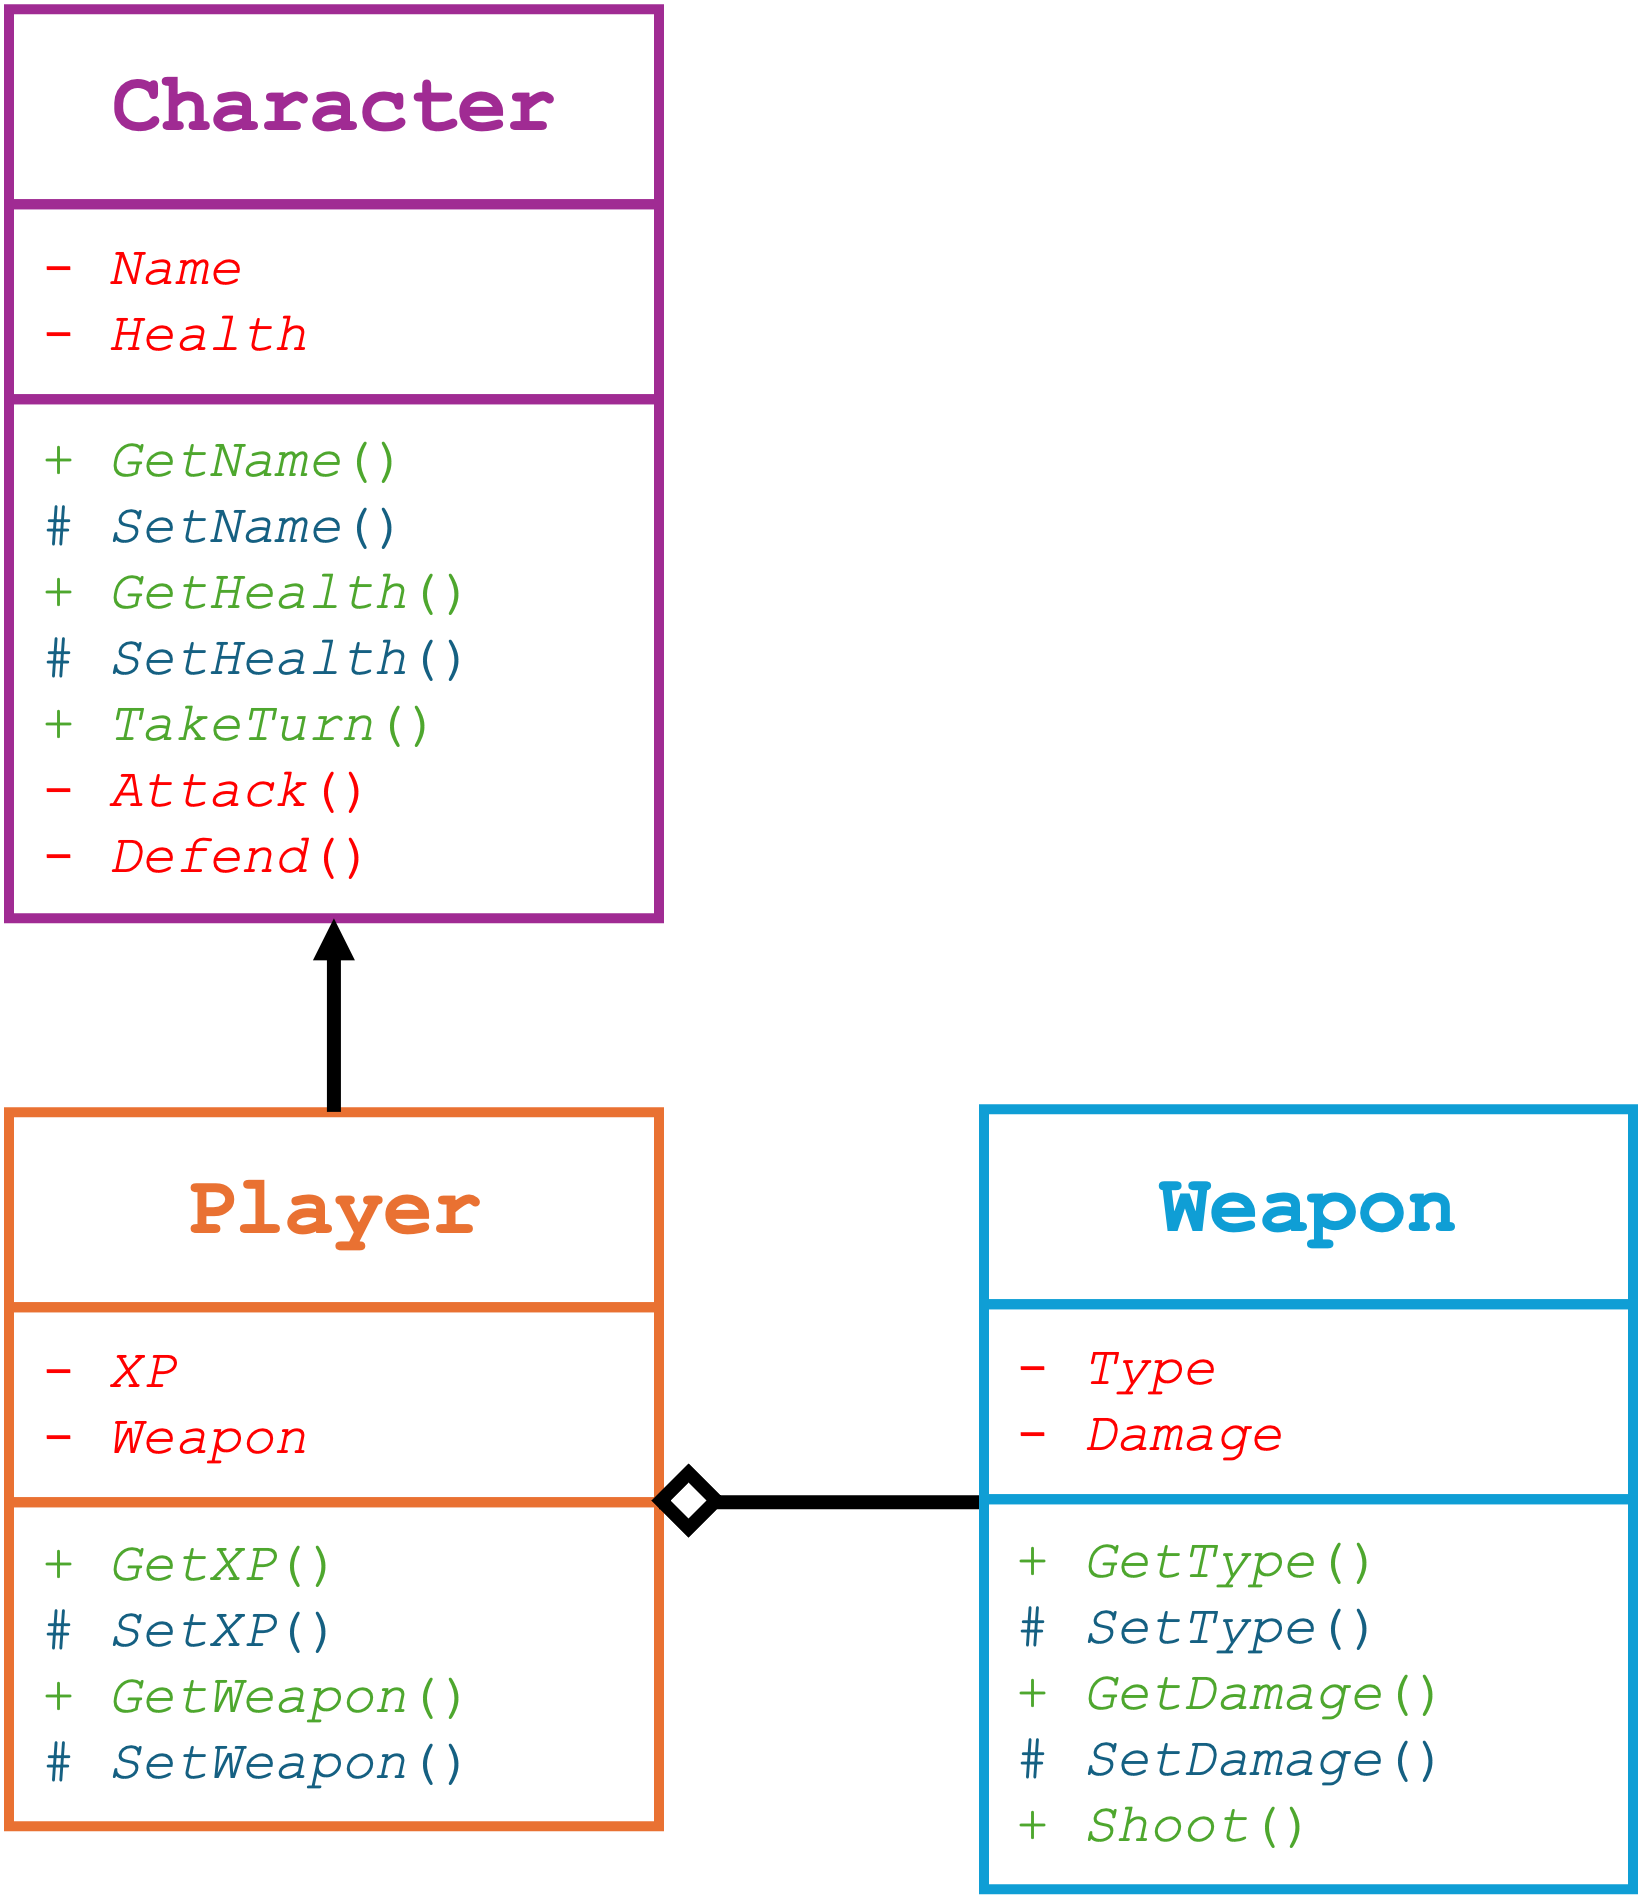 Character
- Name
- Health
+ GetName()
# SetName()
+ GetHealth()
# SetHealth()
+ TakeTurn()
- Attack()
- Defend()
Player
- XP
- Weapon
+ GetXP()
# SetXP()
+ GetWeapon()
# SetWeapon()
Weapon
- Type
- Damage
+ GetType()
# SetType()
+ GetDamage()
# SetDamage()
+ Shoot()